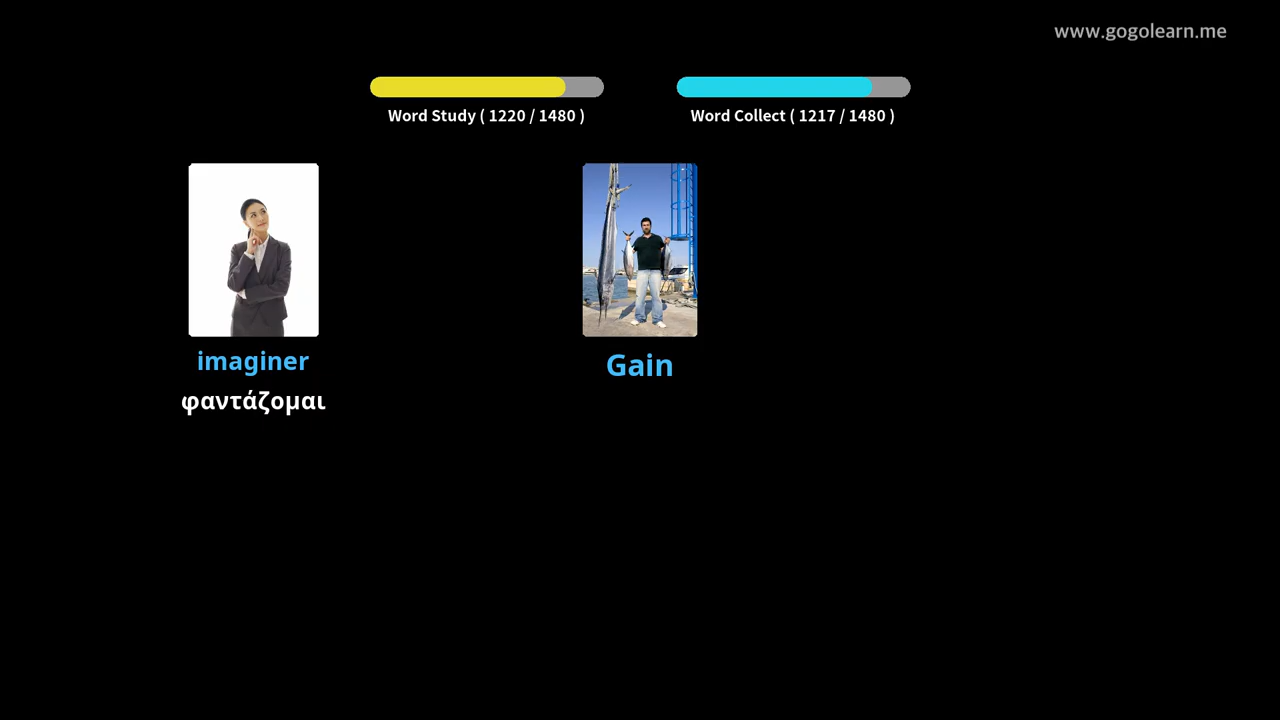 www.gogolearn.me
Word Study ( 1220 / 1480 )
Word Collect ( 1217 / 1480 )
imaginer
φαντάζομαι
Gain